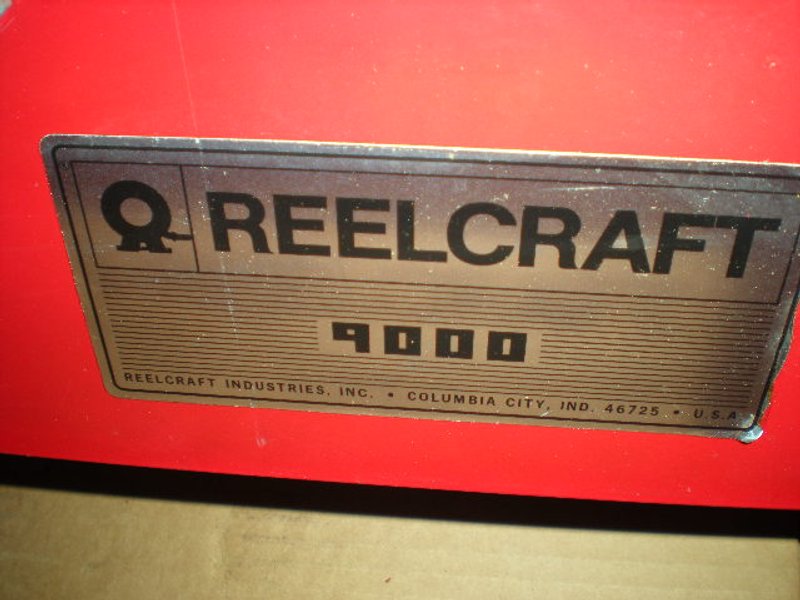 REELCRAFT
9000
REELCRAFT INDUSTRIES, INC. • COLUMBIA CITY, IND. 46725 • U.S.A